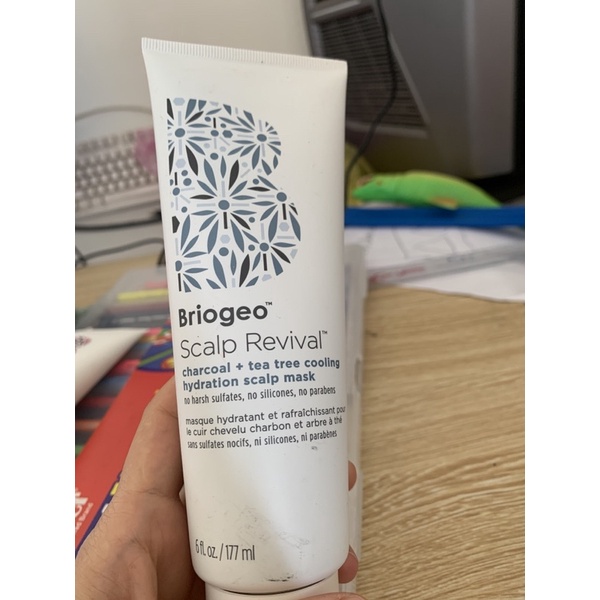 Briogeo™
Scalp Revival™
charcoal + tea tree cooling
hydration scalp mask
no harsh sulfates, no silicones, no parabens
masque hydratant et rafraîchissant pour
le cuir chevelu charbon et arbre à thé
sans sulfates nocifs, ni silicones, ni parabènes
6 fl. oz. / 177 ml